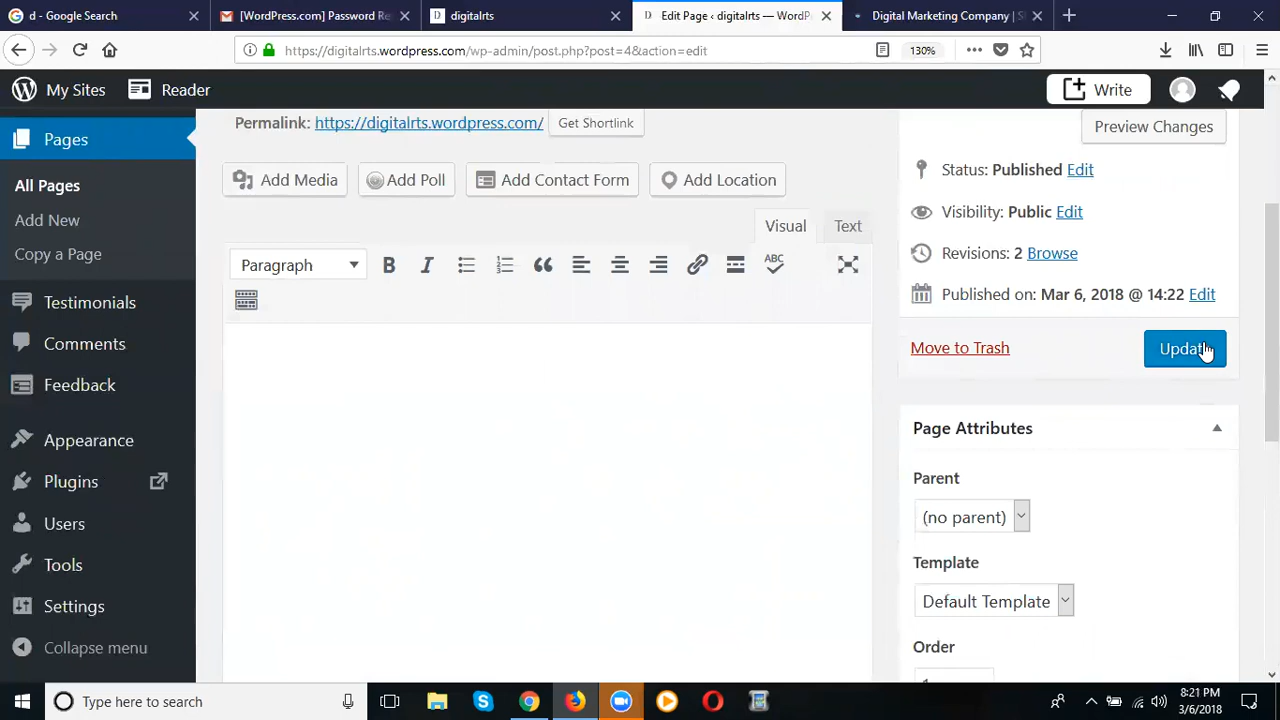 d - Google Search
[WordPress.com] Password Re
digitalrts
Edit Page ‹ digitalrts — WordP
Digital Marketing Company | S
https://digitalrts.wordpress.com/wp-admin/post.php?post=4&action=edit
130%
My Sites
Reader
Write
Pages
All Pages
Add New
Copy a Page
Testimonials
Comments
Feedback
Appearance
Plugins
Users
Tools
Settings
Collapse menu
Permalink: https://digitalrts.wordpress.com/
Get Shortlink
Add Media
Add Poll
Add Contact Form
Add Location
Visual
Text
Paragraph
B
I
ABC
Preview Changes
Status: Published Edit
Visibility: Public Edit
Revisions: 2 Browse
Published on: Mar 6, 2018 @ 14:22 Edit
Move to Trash
Update
Page Attributes
Parent
(no parent)
Template
Default Template
Order
Type here to search
8:21 PM
3/6/2018